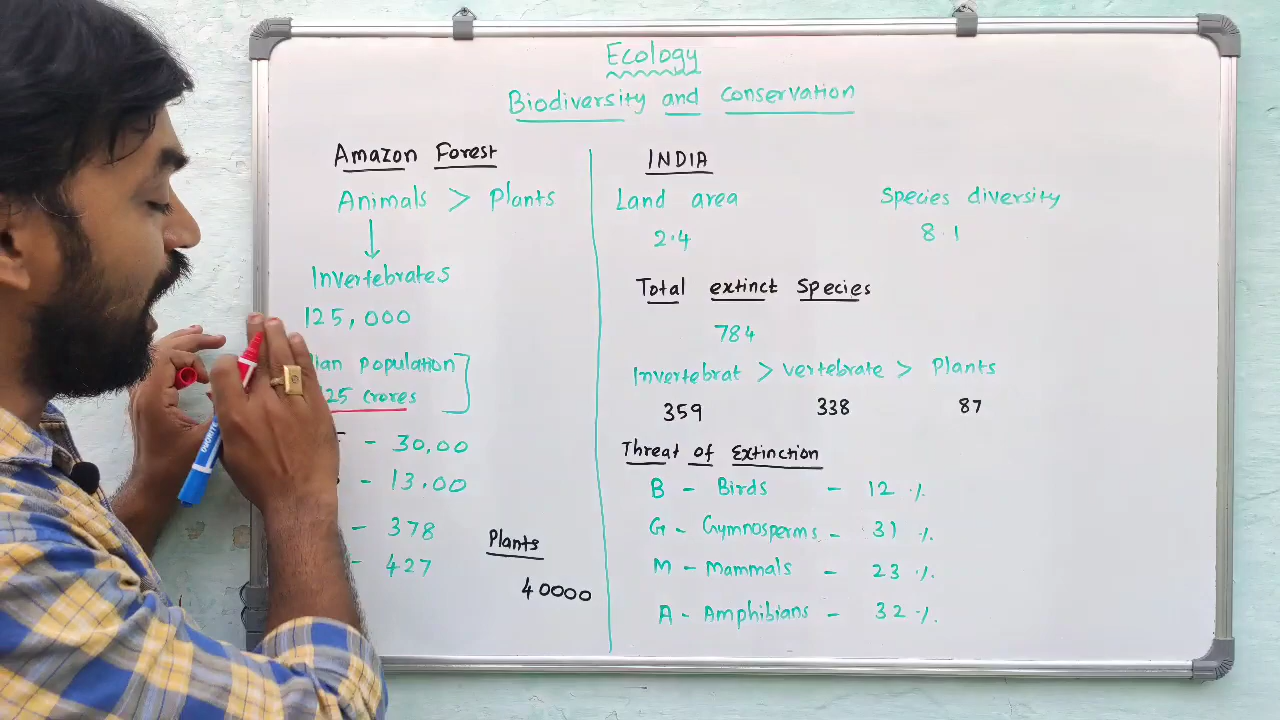 Ecology
Biodiversity and conservation
Amazon Forest
Animals > Plants
Invertebrates
125,000
population
25 crores
- 30,00
- 13.00
- 378
- 427
Plants
40000
INDIA
Land area Species diversity
2.4 8.1
Total extinct Species
784
Invertebrat > vertebrate > Plants
359 338 87
Threat of Extinction
B - Birds - 12 %
G - Gymnosperms - 31 %
M - Mammals - 23 %
A - Amphibians - 32 %